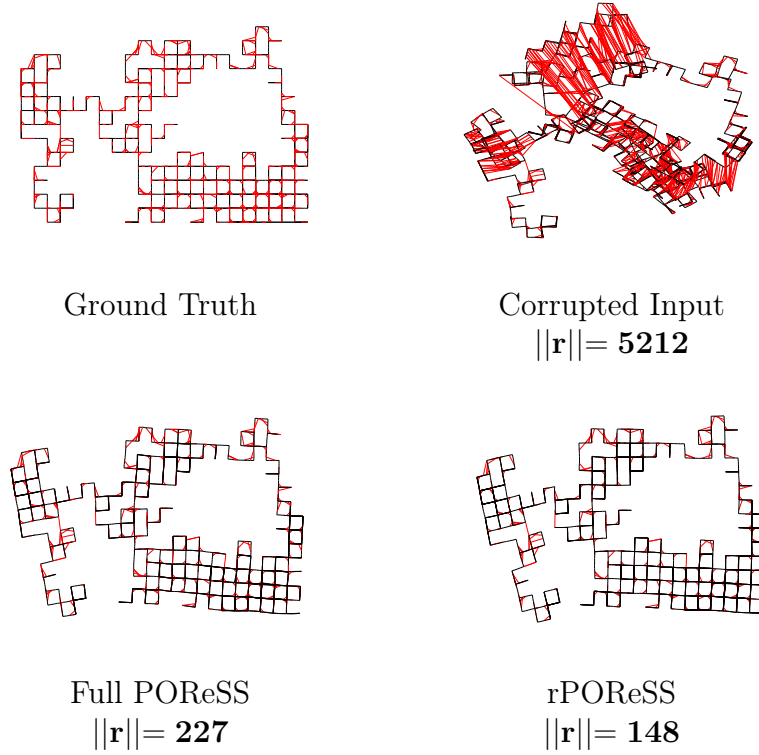 Ground Truth
Corrupted Input
||r||= 5212
Full POReSS
||r||= 227
rPOReSS
||r||= 148